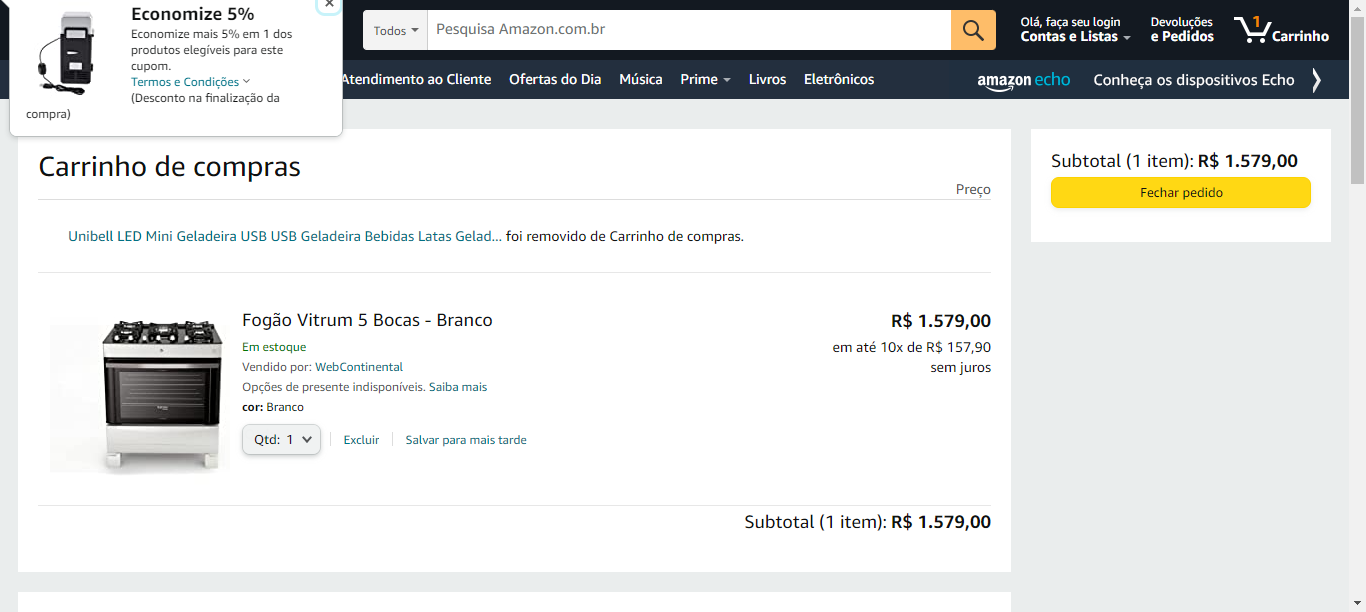 Economize 5%
Economize mais 5% em 1 dos
produtos elegíveis para este
cupom.
Termos e Condições
(Desconto na finalização da
compra)
Todos
Pesquisa Amazon.com.br
Olá, faça seu login
Contas e Listas
Devoluções
e Pedidos
1
Carrinho
Atendimento ao Cliente
Ofertas do Dia
Música
Prime
Livros
Eletrônicos
amazon echo
Conheça os dispositivos Echo
Carrinho de compras
Preço
Unibell LED Mini Geladeira USB USB Geladeira Bebidas Latas Gelad... foi removido de Carrinho de compras.
Fogão Vitrum 5 Bocas - Branco
R$ 1.579,00
Em estoque
em até 10x de R$ 157,90
sem juros
Vendido por: WebContinental
Opções de presente indisponíveis. Saiba mais
cor: Branco
Qtd: 1
Excluir
Salvar para mais tarde
Subtotal (1 item): R$ 1.579,00
Subtotal (1 item): R$ 1.579,00
Fechar pedido